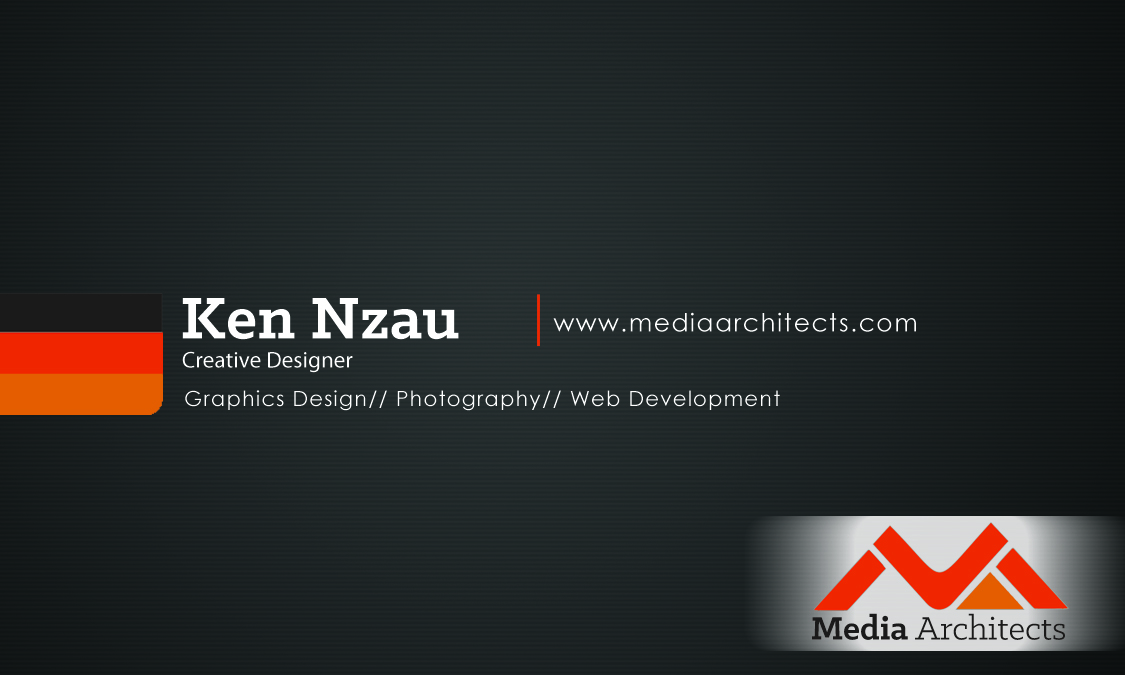 Ken Nzau
www.mediaarchitects.com
Creative Designer
Graphics Design// Photography// Web Development
Media Architects